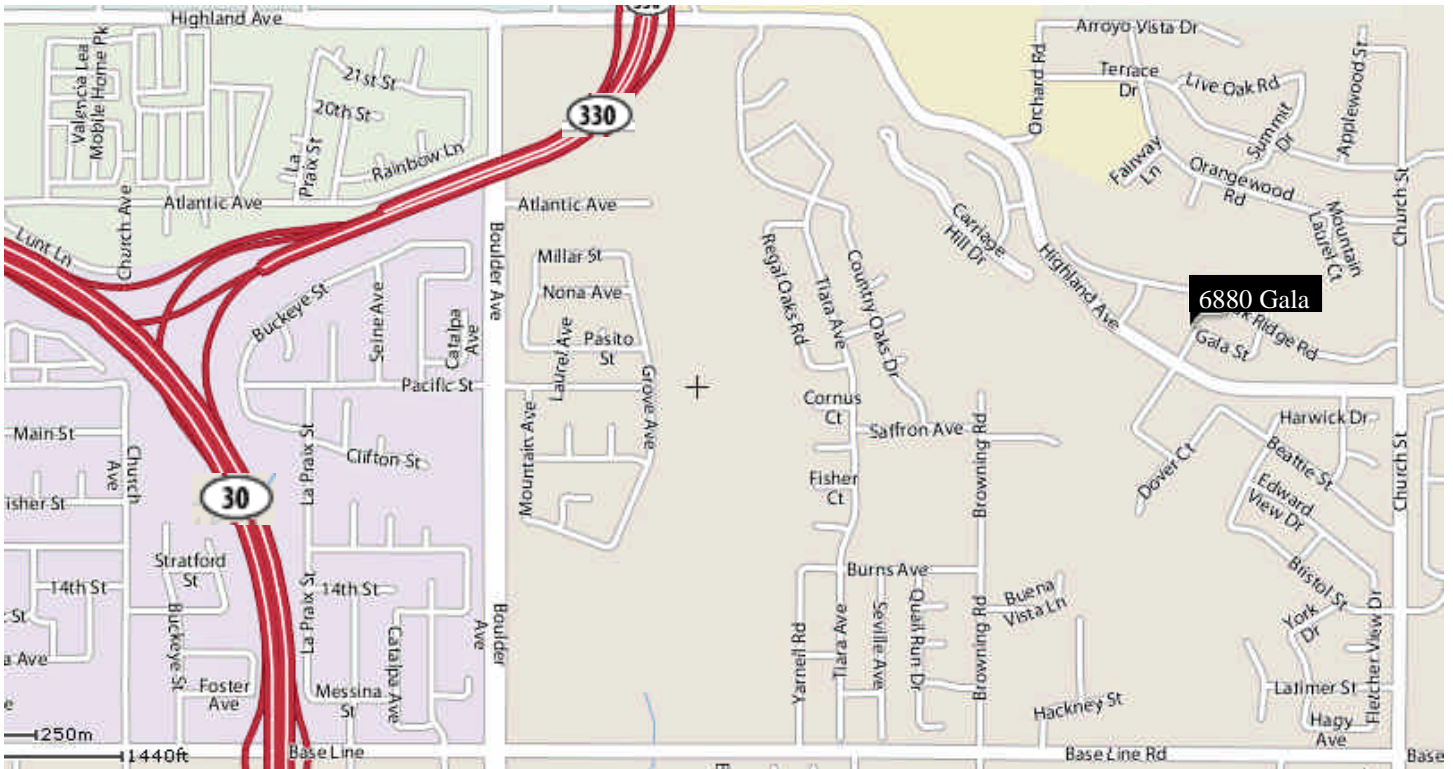 Highland Ave
330
Arroyo Vista Dr
Valencia Lea
Mobile Home Pk
21st St
20th St
La
Praix St
Rainbow Ln
330
Orchard Rd
Terrace
Dr
Live Oak Rd
Summit
Dr
Applewood St
Fairway
Ln
Orangewood
Rd
Mountain
Laurel Ct
Church St
Atlantic Ave
Atlantic Ave
Church Ave
Lunt Ln
Boulder Ave
Carriage
Hill Dr
Highland Ave
Millar St
Nona Ave
Laurel Ave
Pasito
St
Grove Ave
Mountain Ave
Regal Oaks Rd
Tiara Ave
Country Oaks Dr
6880 Gala
Ridge Rd
Gala St
Buckeye St
Seine Ave
Catalpa
Ave
Pacific St
Cornus
Ct
Saffron Ave
Browning Rd
Harwick Dr
Beattie St
Church St
Main St
Church
Ave
La Praix St
Clifton St
Fisher
Ct
Dover Ct
Edward
View Dr
isher St
30
Stratford
St
14th St
14th St
La Praix St
Buckeye St
Boulder
Ave
Burns Ave
Buena
Vista Ln
Bristol St
York
Dr
Fletcher View Dr
St
a Ave
Catalpa Ave
Yarnell Rd
Tiara Ave
Seville Ave
Quail Run Dr
Browning Rd
Foster
Ave
Messina
St
Hackney St
Latimer St
Hagy
Ave
e
250m
1440ft
Base Line
Base Line Rd
Base